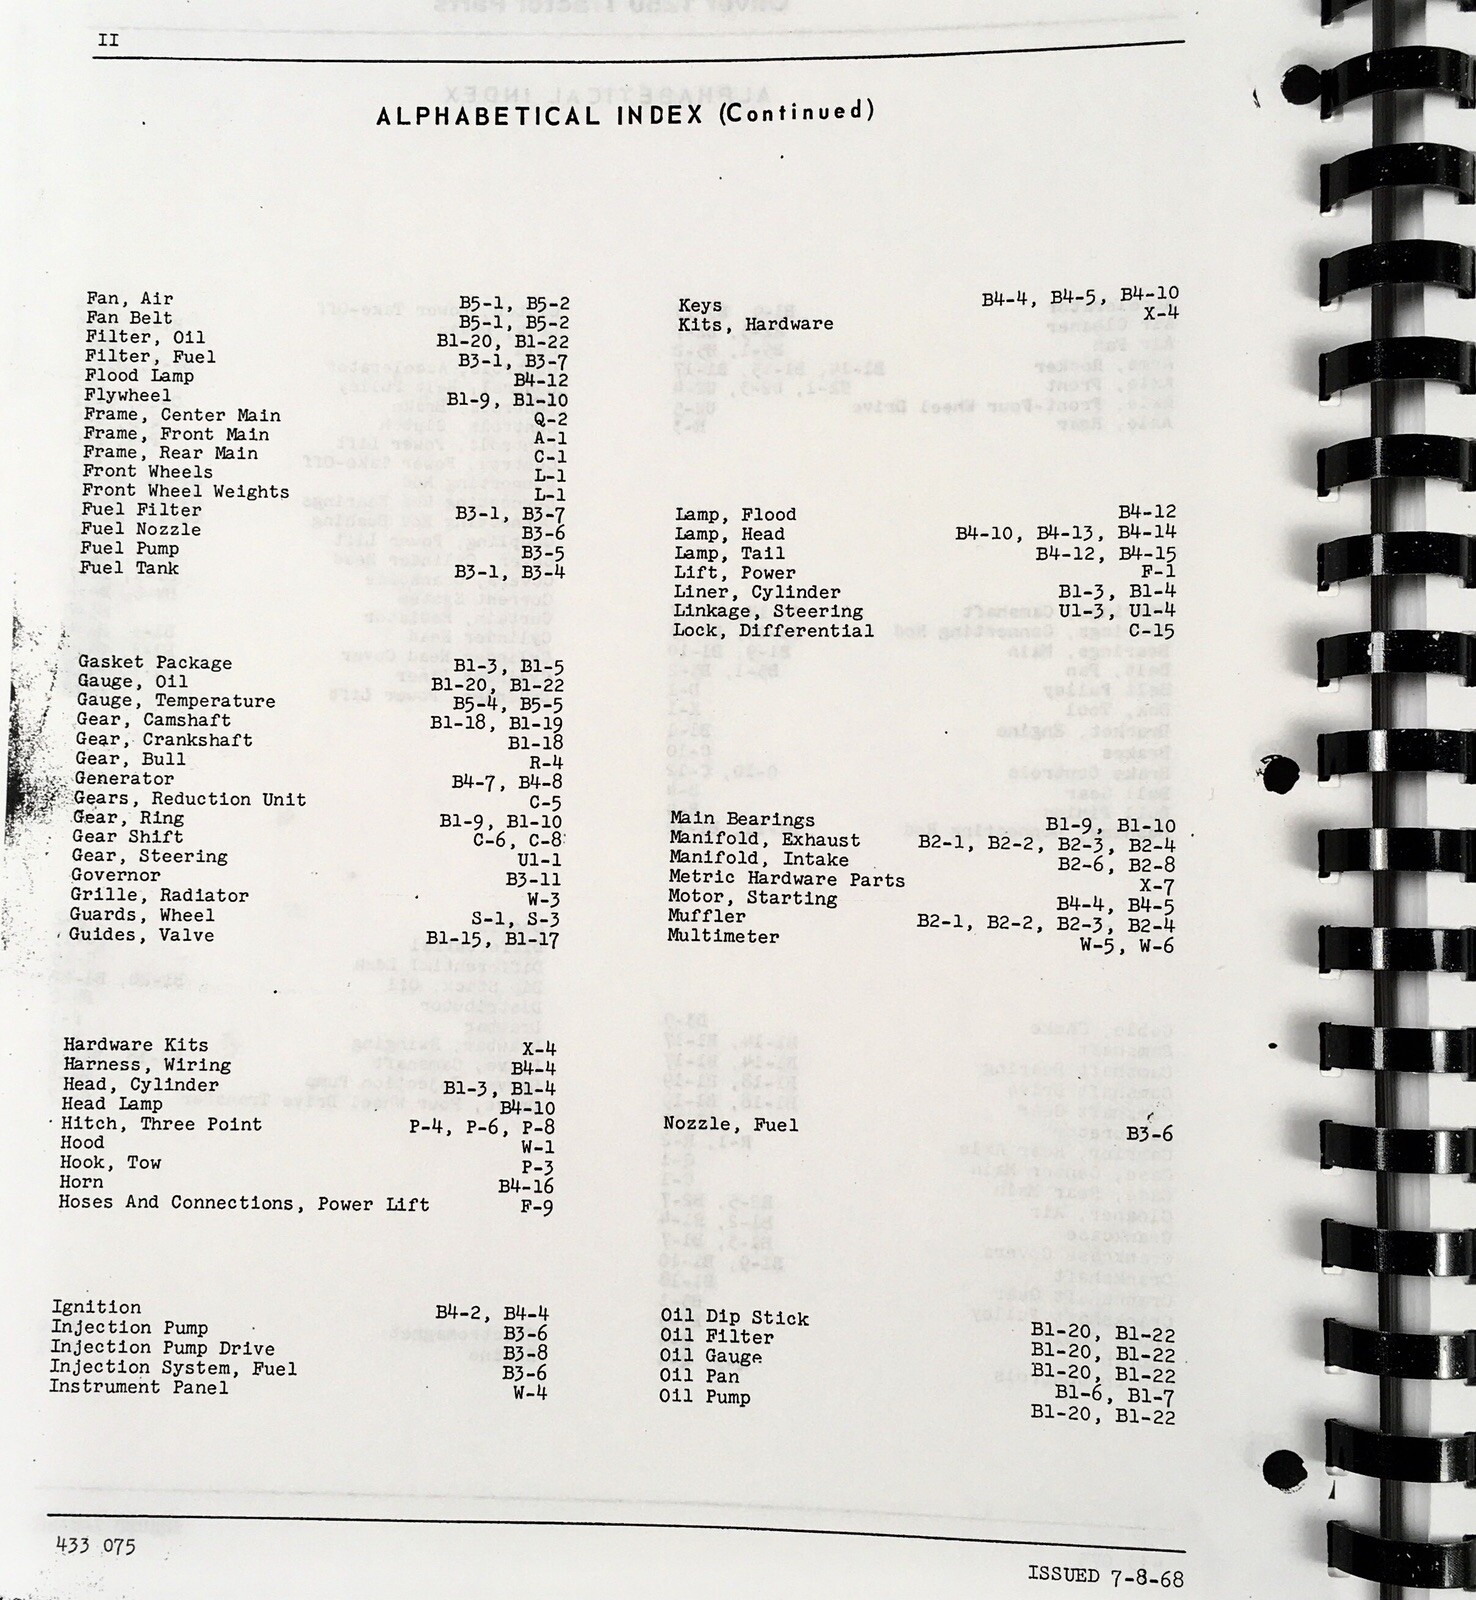 II
ALPHABETICAL INDEX (Continued)
Fan, Air B5-1, B5-2
Fan Belt B5-1, B5-2
Filter, Oil B1-20, B1-22
Filter, Fuel B3-1, B3-7
Flood Lamp B4-12
Flywheel B1-9, B1-10
Frame, Center Main Q-2
Frame, Front Main A-1
Frame, Rear Main C-1
Front Wheels L-1
Front Wheel Weights L-1
Fuel Filter B3-1, B3-7
Fuel Nozzle B3-6
Fuel Pump B3-5
Fuel Tank B3-1, B3-4
Gasket Package B1-3, B1-5
Gauge, Oil B1-20, B1-22
Gauge, Temperature B5-4, B5-5
Gear, Camshaft B1-18, B1-19
Gear, Crankshaft B1-18
Gear, Bull R-4
Generator B4-7, B4-8
Gears, Reduction Unit C-5
Gear, Ring B1-9, B1-10
Gear Shift C-6, C-8
Gear, Steering U1-1
Governor B3-11
Grille, Radiator W-3
Guards, Wheel S-1, S-3
Guides, Valve B1-15, B1-17
Hardware Kits X-4
Harness, Wiring B4-4
Head, Cylinder B1-3, B1-4
Head Lamp B4-10
Hitch, Three Point P-4, P-6, P-8
Hood W-1
Hook, Tow P-3
Horn B4-16
Hoses And Connections, Power Lift F-9
Ignition B4-2, B4-4
Injection Pump B3-6
Injection Pump Drive B3-8
Injection System, Fuel B3-6
Instrument Panel W-4
Keys B4-4, B4-5, B4-10
Kits, Hardware X-4
Lamp, Flood B4-12
Lamp, Head B4-10, B4-13, B4-14
Lamp, Tail B4-12, B4-15
Lift, Power F-1
Liner, Cylinder B1-3, B1-4
Linkage, Steering U1-3, U1-4
Lock, Differential C-15
Main Bearings B1-9, B1-10
Manifold, Exhaust B2-1, B2-2, B2-3, B2-4
Manifold, Intake B2-6, B2-8
Metric Hardware Parts X-7
Motor, Starting B4-4, B4-5
Muffler B2-1, B2-2, B2-3, B2-4
Multimeter W-5, W-6
Nozzle, Fuel B3-6
Oil Dip Stick B1-20, B1-22
Oil Filter B1-20, B1-22
Oil Gauge B1-20, B1-22
Oil Pan B1-6, B1-7
Oil Pump B1-20, B1-22
433 075
ISSUED 7-8-68